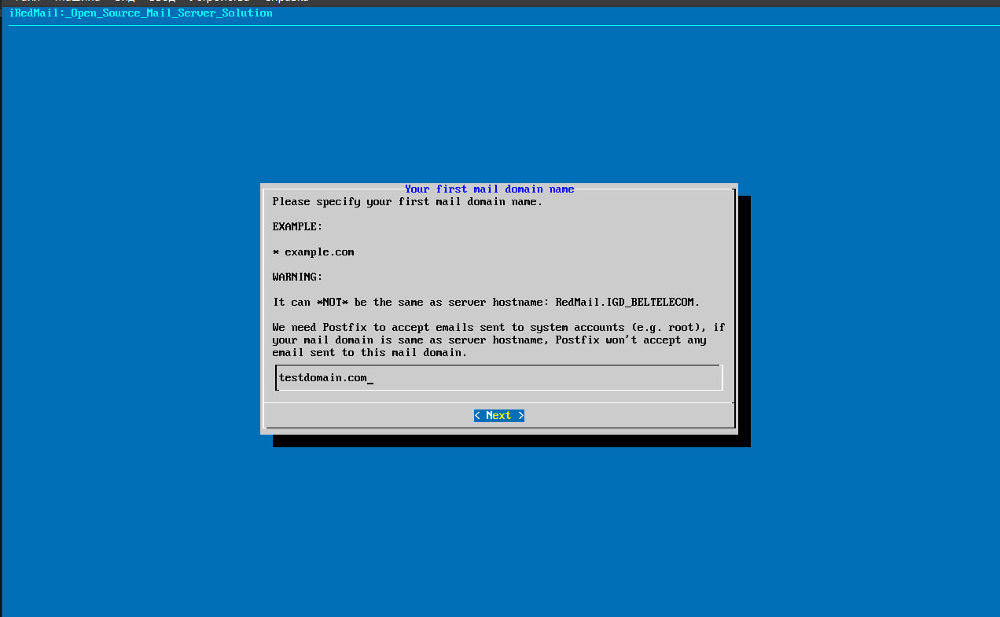 iRedMail:_Open_Source_Mail_Server_Solution
Your first mail domain name
Please specify your first mail domain name.
EXAMPLE:
* example.com
WARNING:
It can *NOT* be the same as server hostname: RedMail.IGD_BELTELECOM.
We need Postfix to accept emails sent to system accounts (e.g. root), if
your mail domain is same as server hostname, Postfix won't accept any
email sent to this mail domain.
testdomain.com_
< Next >